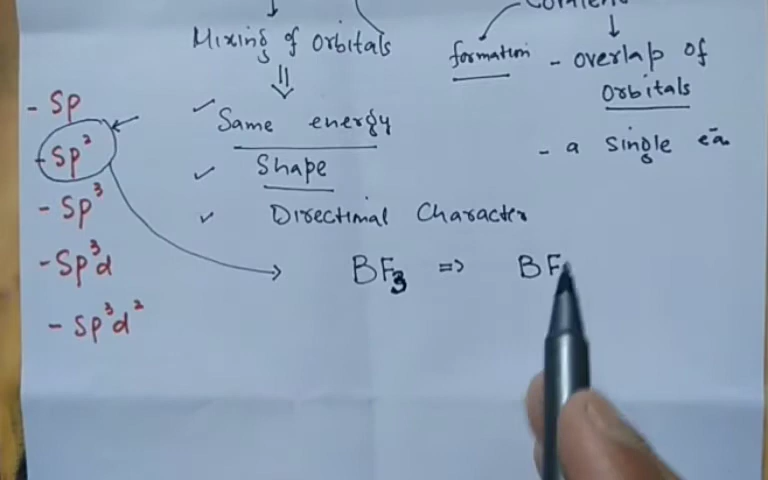 Mixing of orbitals
Same energy
Shape
Directional Character
formation
- overlap of
orbitals
- a single
- Sp
- Sp²
- Sp³
- Sp³d
- Sp³d²
BF₃ => BF